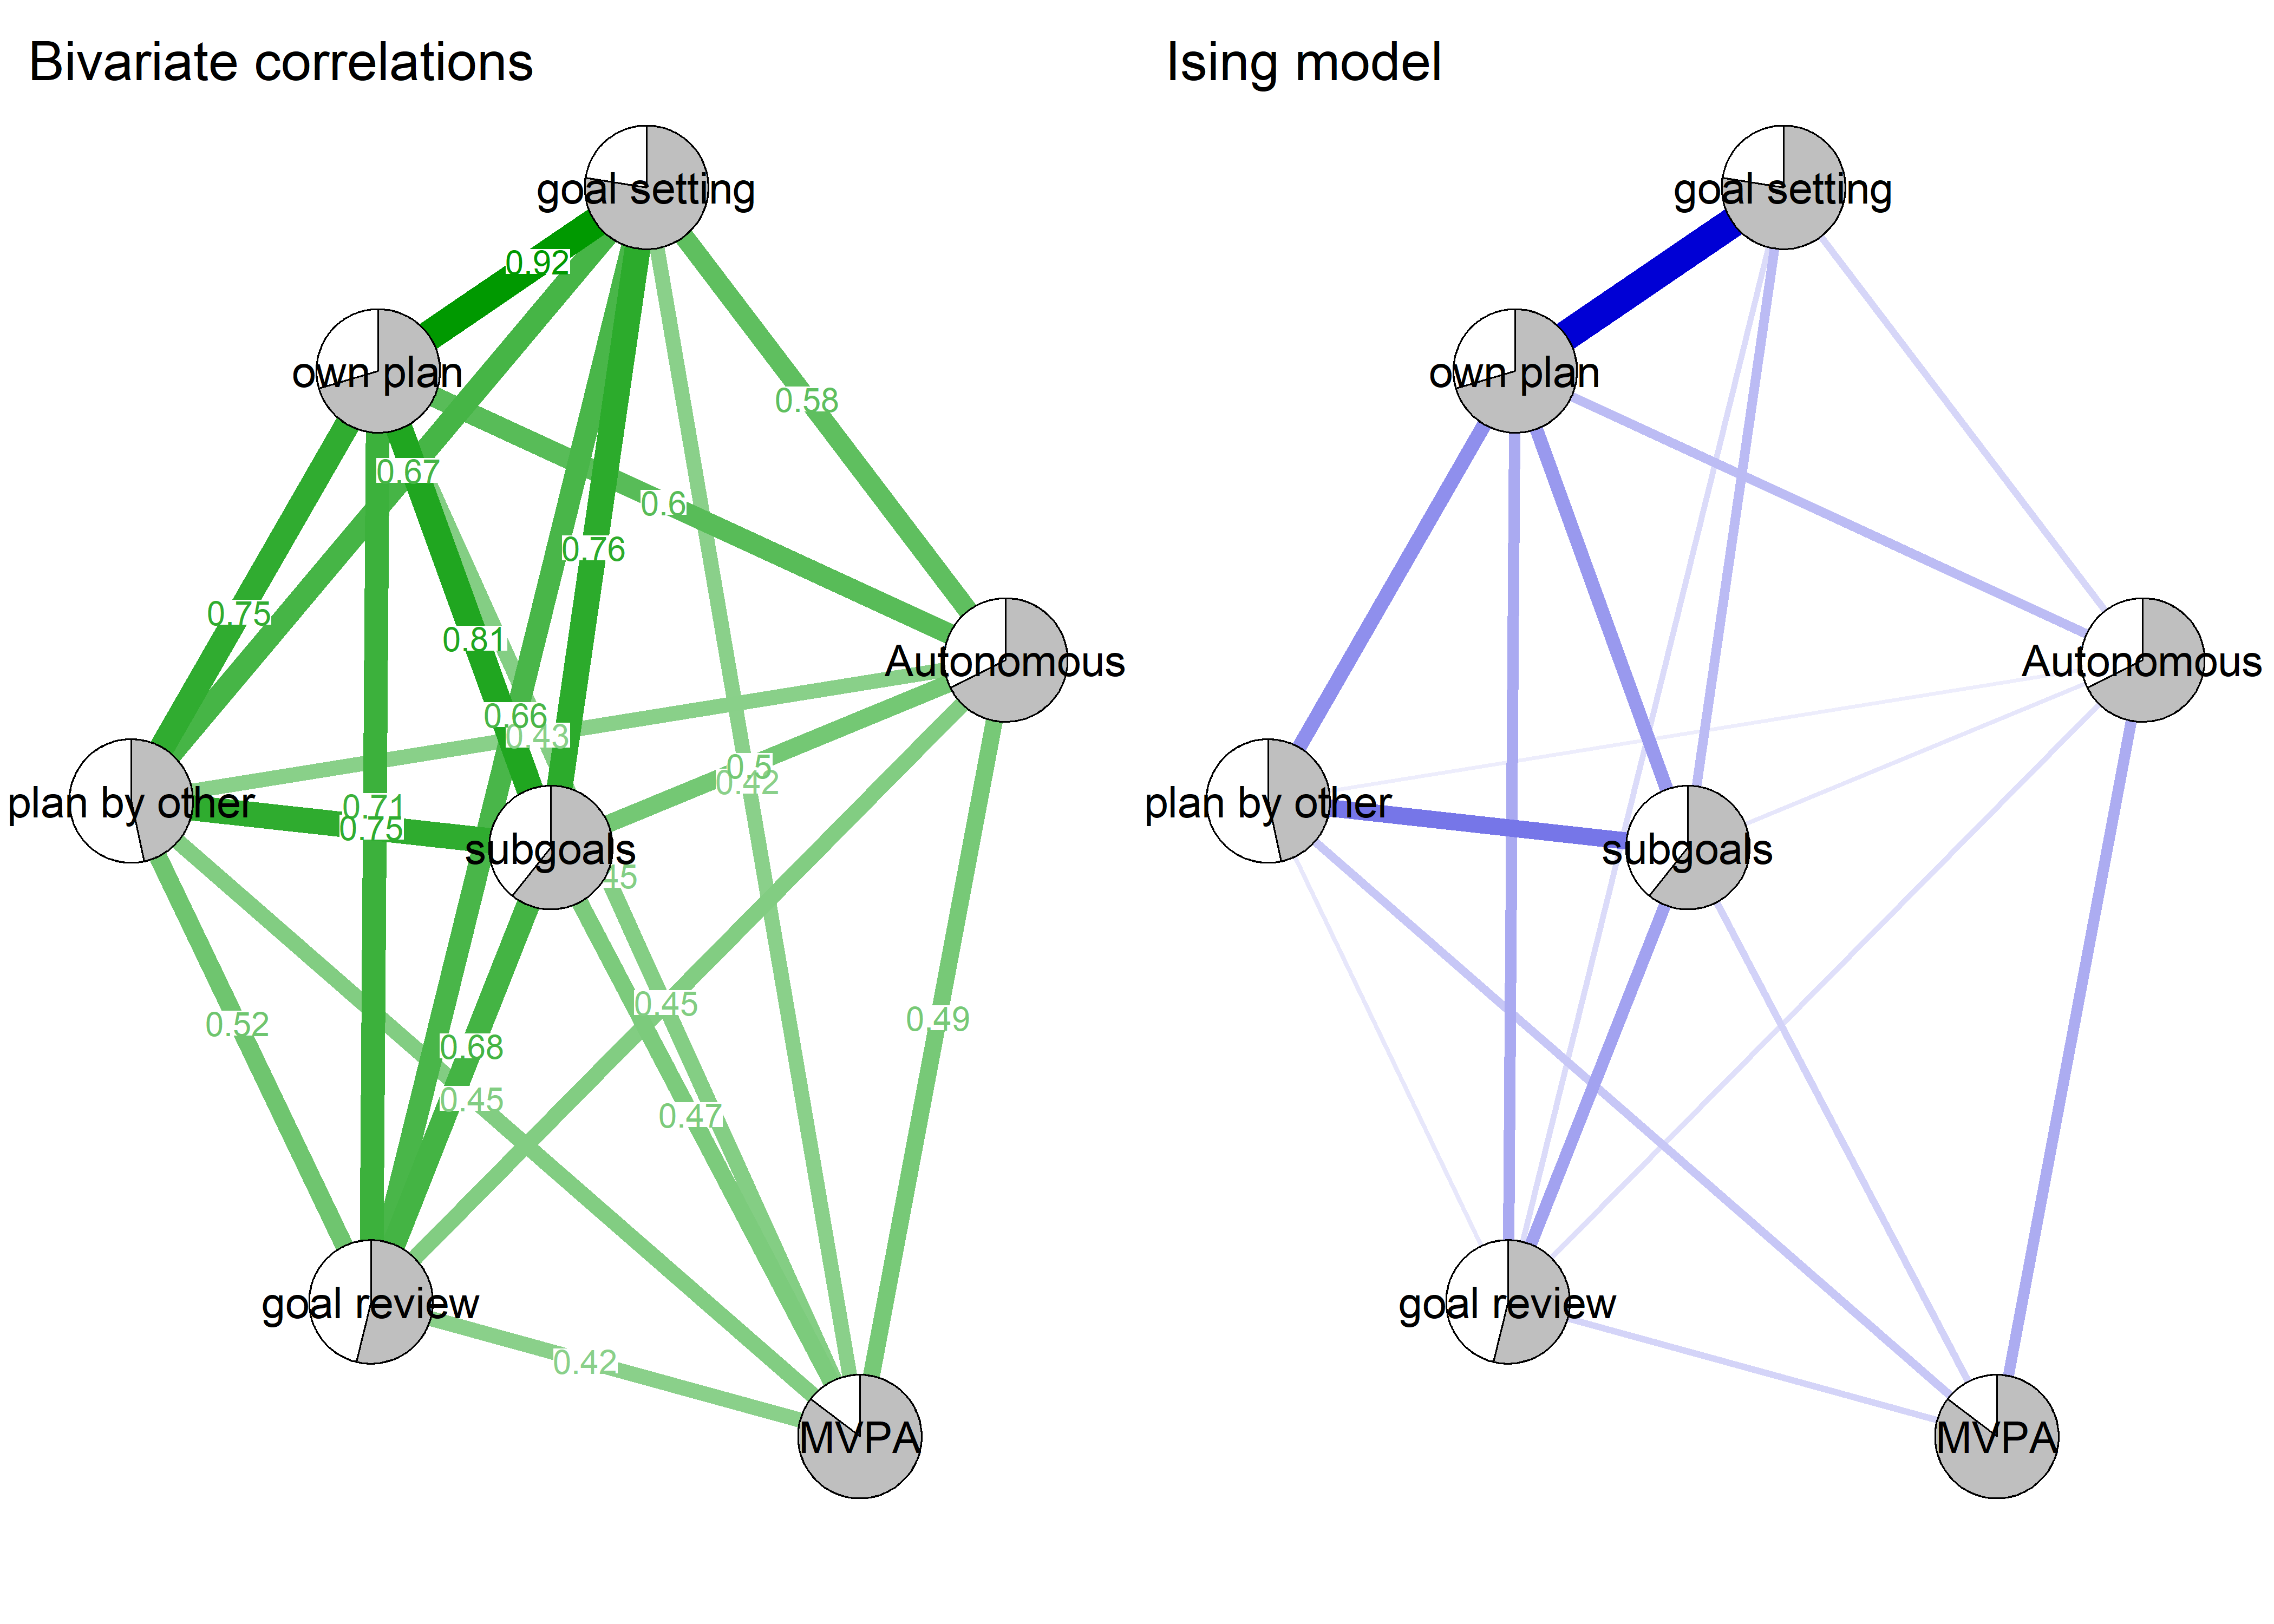 Bivariate correlations
Ising model
goal setting
goal setting
0.92
own plan
own plan
0.58
0.67
0.6
0.76
0.75
0.81
Autonomous
Autonomous
0.66
0.43
0.5
0.42
plan by other
plan by other
0.71
0.75
subgoals
subgoals
45
0.45
0.52
0.49
0.68
0.45
0.47
goal review
goal review
0.42
MVPA
MVPA